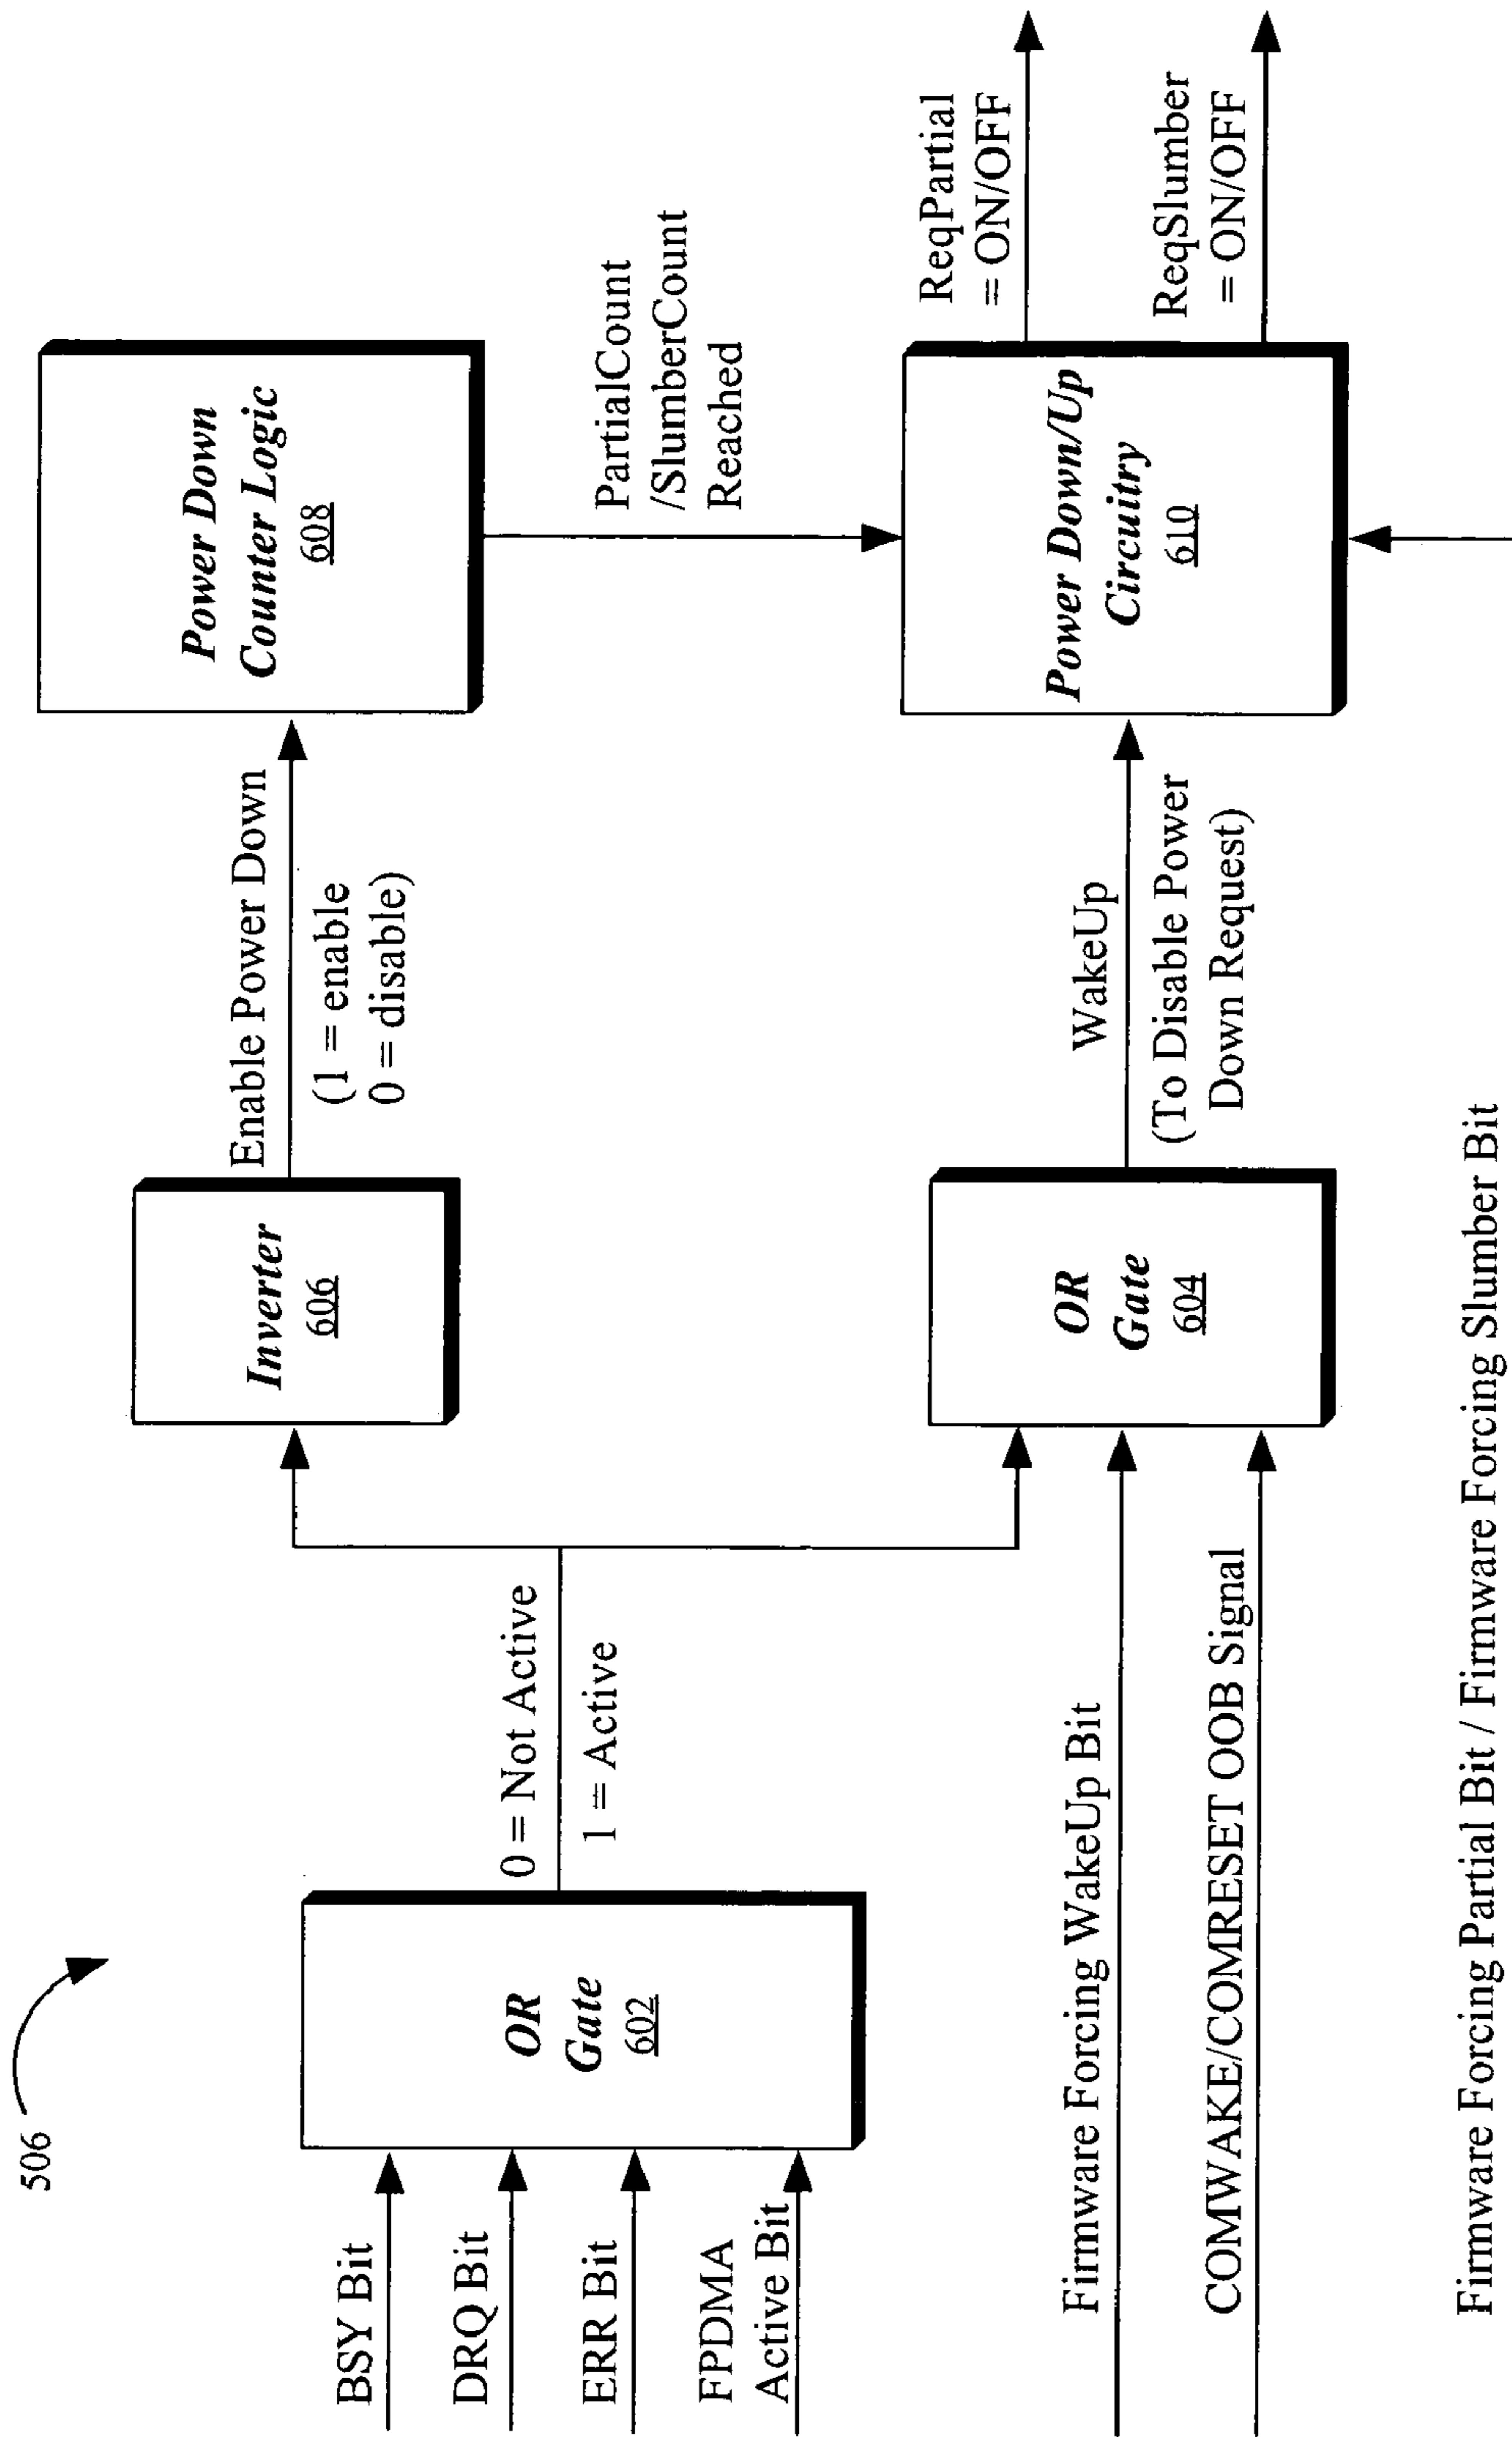 506
BSY Bit
DRQ Bit
ERR Bit
FPDMA
Active Bit
OR
Gate
602
0 = Not Active
1 = Active
Inverter
606
Enable Power Down
(1 = enable
0 = disable)
Power Down
Counter Logic
608
PartialCount
/SlumberCount
Reached
Firmware Forcing WakeUp Bit
COMWAKE/COMRESET OOB Signal
OR
Gate
604
WakeUp
(To Disable Power
Down Request)
Power Down/Up
Circuitry
610
ReqPartial
= ON/OFF
ReqSlumber
= ON/OFF
Firmware Forcing Partial Bit / Firmware Forcing Slumber Bit